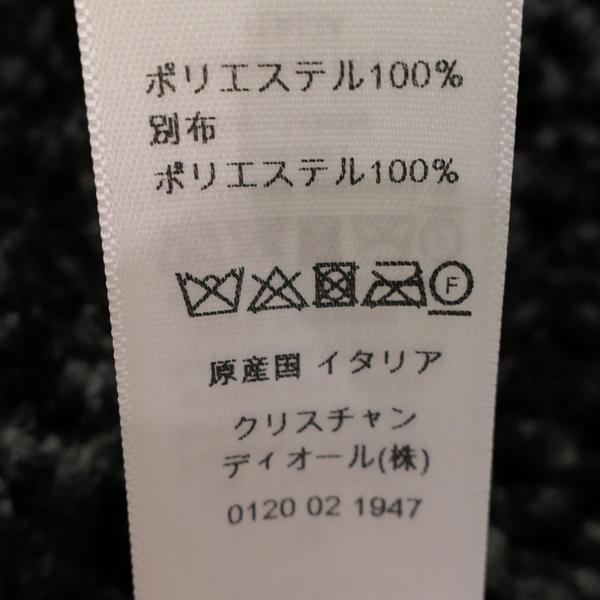 ポリエステル100%
別布
ポリエステル100%
F
原産国 イタリア
クリスチャン
ディオール(株)
0120 02 1947